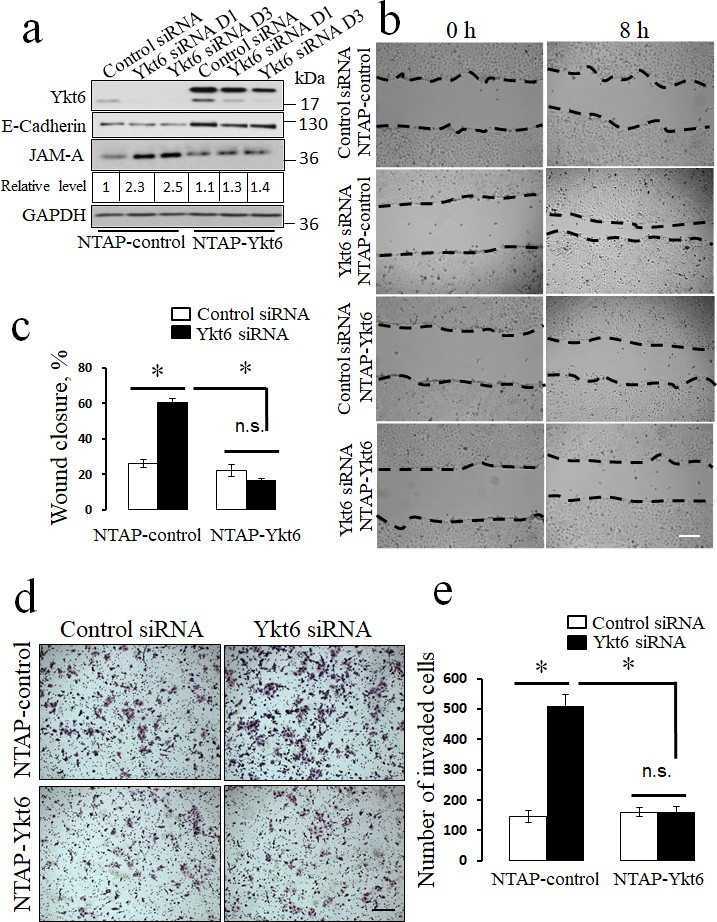 a
Control siRNA
Ykt6 siRNA D1
Ykt6 siRNA D3
Control siRNA
Ykt6 siRNA D1
Ykt6 siRNA D3
kDa
Ykt6
17
E-Cadherin
130
JAM-A
36
Relative level 1 2.3 2.5 1.1 1.3 1.4
GAPDH
36
NTAP-control NTAP-Ykt6
b
0 h 8 h
Control siRNA
NTAP-control
Ykt6 siRNA
NTAP-control
Control siRNA
NTAP-Ykt6
Ykt6 siRNA
NTAP-Ykt6
c
Control siRNA
Ykt6 siRNA
Wound closure, %
80
60
40
20
0
*
*
n.s.
NTAP-control NTAP-Ykt6
d
Control siRNA Ykt6 siRNA
NTAP-control
NTAP-Ykt6
e
Control siRNA
Ykt6 siRNA
Number of invaded cells
600
500
400
300
200
100
0
*
*
n.s.
NTAP-control NTAP-Ykt6